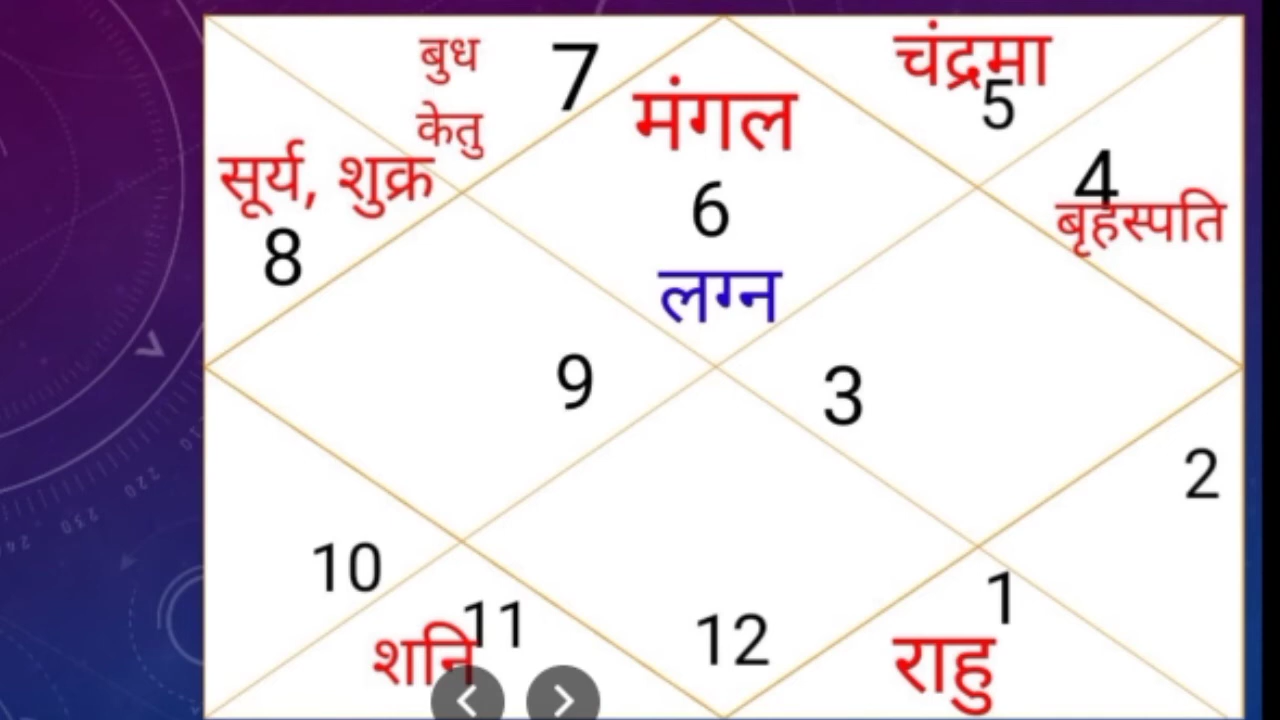 बुध
केतु
7
मंगल
6
लग्न
चंद्रमा
5
4
बृहस्पति
सूर्य, शुक्र
8
9
3
2
10
11
शनि
12
1
राहु